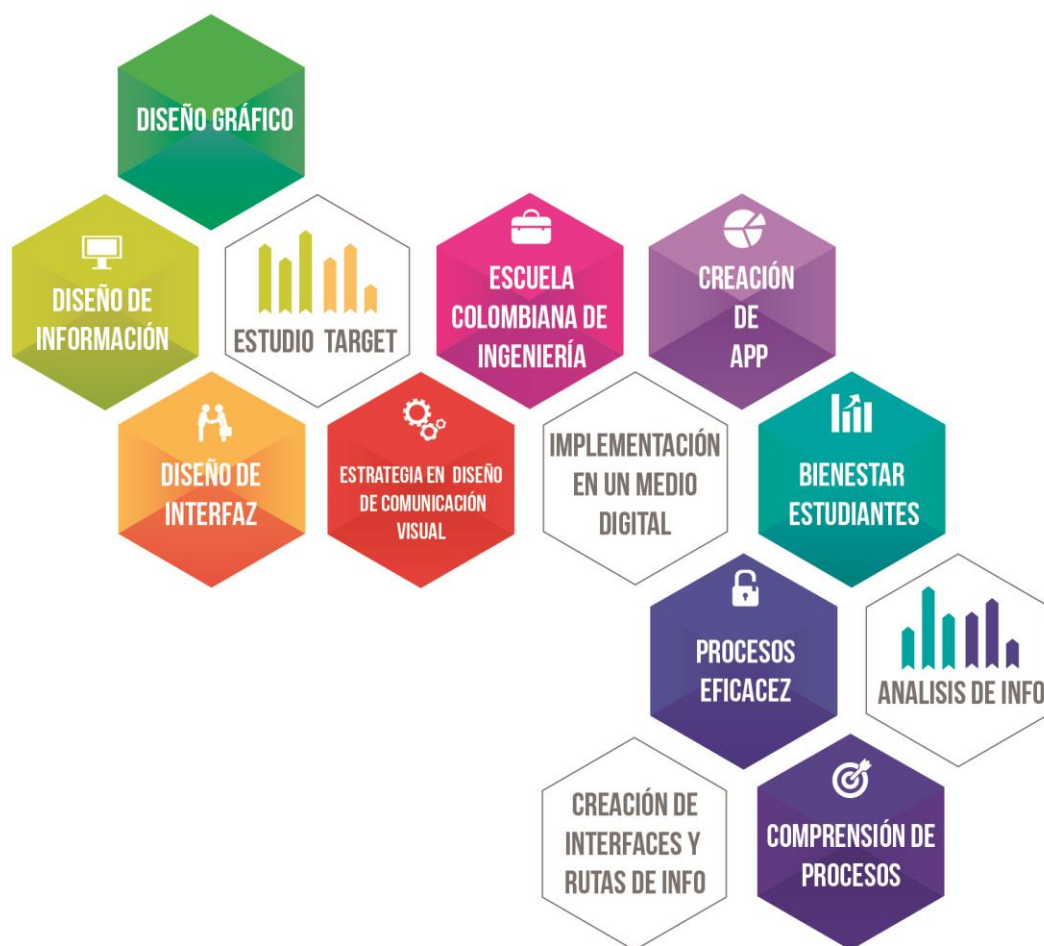 DISEÑO GRÁFICO
DISEÑO DE
INFORMACIÓN
ESTUDIO TARGET
ESCUELA
COLOMBIANA DE
INGENIERÍA
CREACIÓN
DE
APP
DISEÑO DE
INTERFAZ
ESTRATEGIA EN DISEÑO
DE COMUNICACIÓN
VISUAL
IMPLEMENTACIÓN
EN UN MEDIO
DIGITAL
BIENESTAR
ESTUDIANTES
PROCESOS
EFICACEZ
ANALISIS DE INFO
CREACIÓN DE
INTERFACES Y
RUTAS DE INFO
COMPRENSIÓN DE
PROCESOS